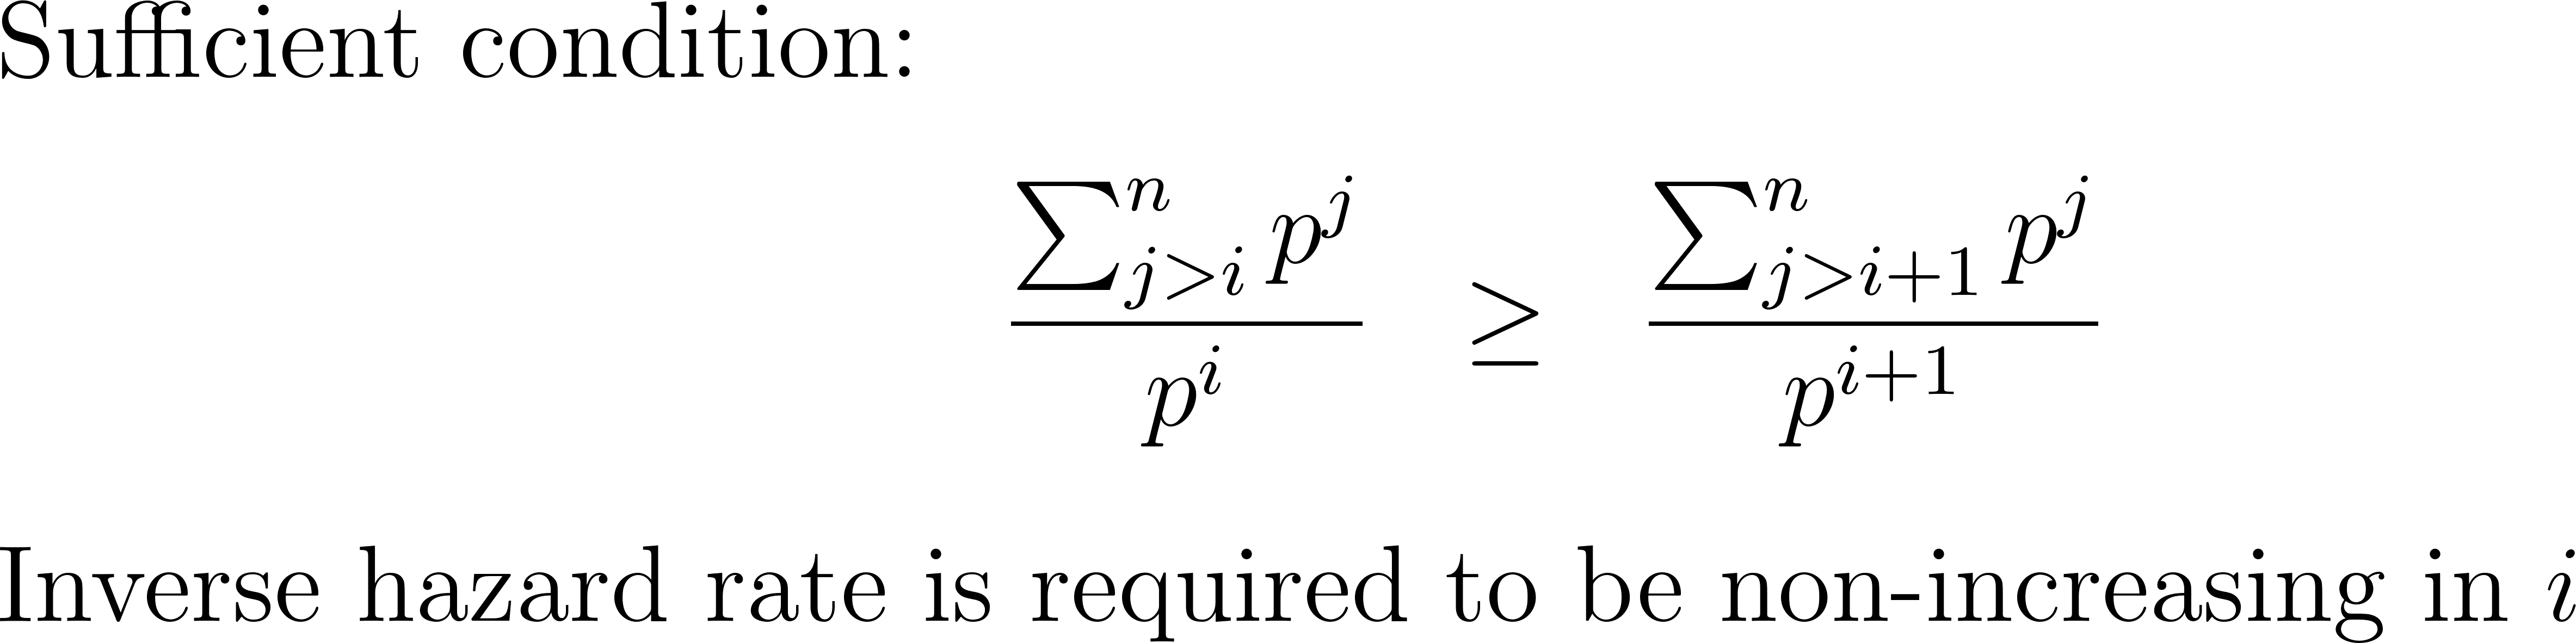 Sufficient condition:
\frac{\sum_{j>i}^{n} p^{j}}{p^{i}} \geq \frac{\sum_{j>i+1}^{n} p^{j}}{p^{i+1}}
Inverse hazard rate is required to be non-increasing in i